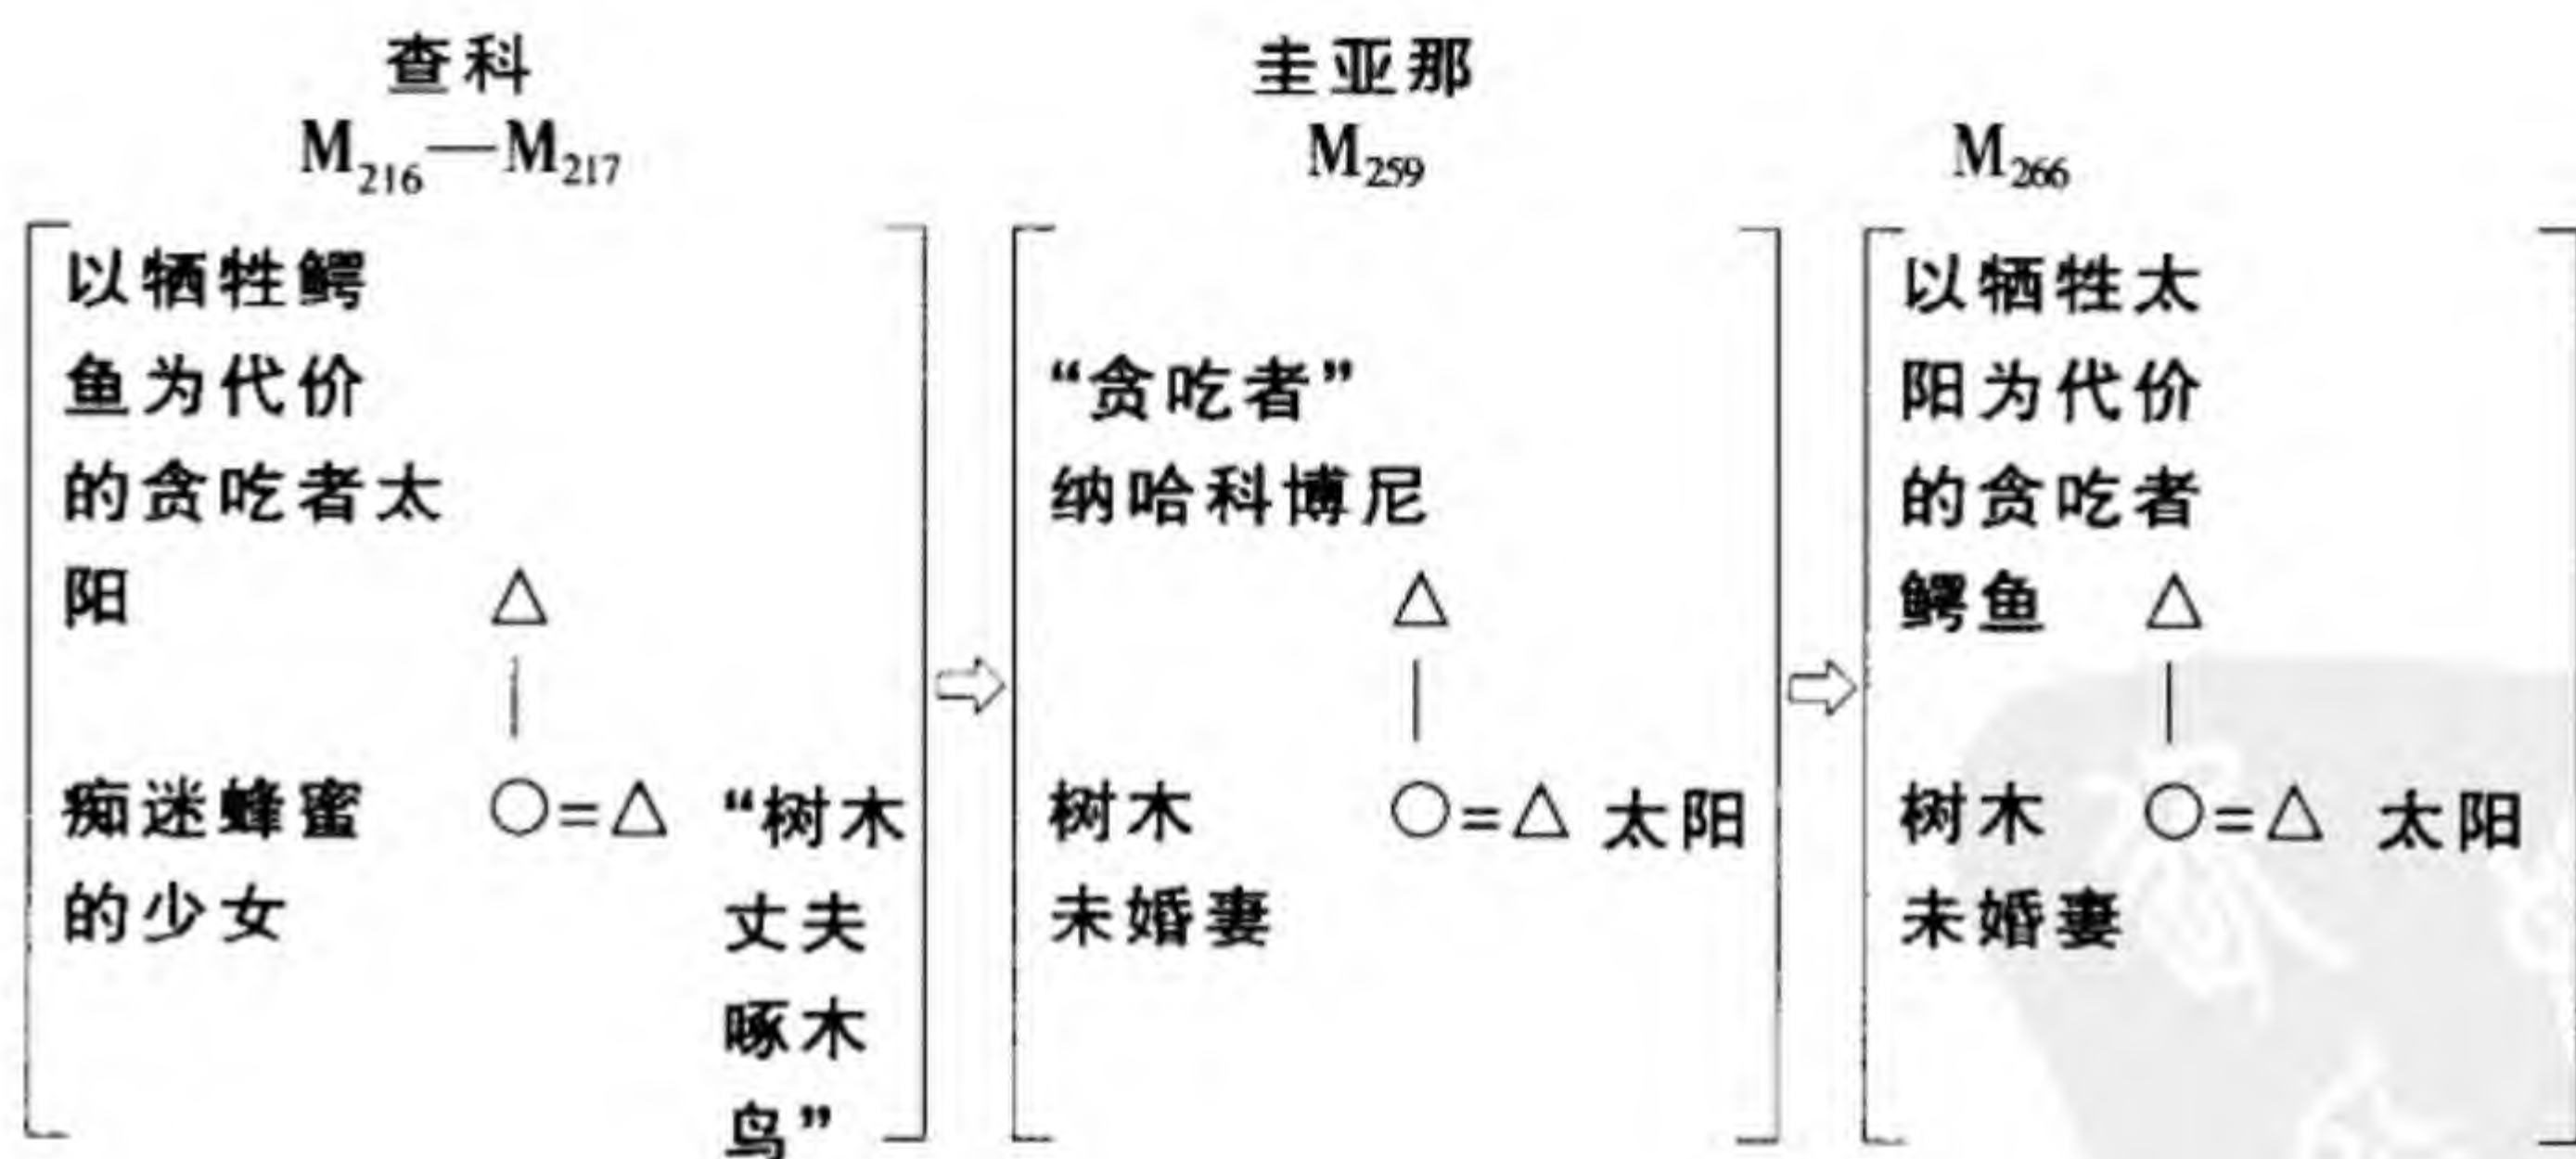 查科
M₂₁₆—M₂₁₇
以牺牲鳄
鱼为代价
的贪吃者太
阳 △
|
痴迷蜂蜜 ○=△ “树木
的少女 丈夫
啄木
鸟”
圭亚那
M₂₅₉
“贪吃者”
纳哈科博尼
△
|
树木 ○=△ 太阳
未婚妻
M₂₆₆
以牺牲太
阳为代价
的贪吃者
鳄鱼 △
|
树木 ○=△ 太阳
未婚妻